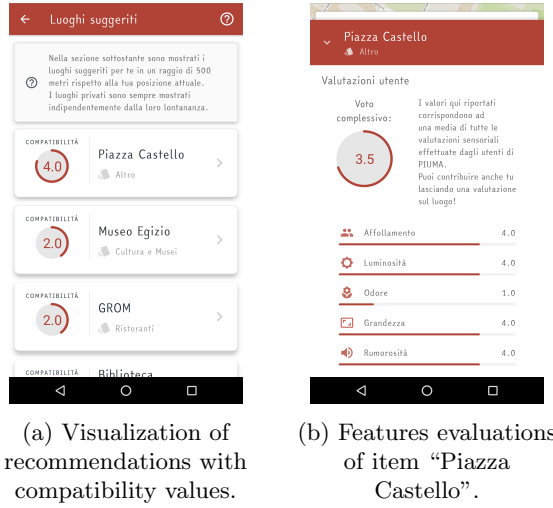 Luoghi suggeriti
Nella sezione sottostante sono mostrati i
luoghi suggeriti per te in un raggio di 500
metri rispetto alla tua posizione attuale.
I luoghi privati sono sempre mostrati
indipendentemente dalla loro lontananza.
COMPATIBILITÀ
4.0
Piazza Castello
Altro
COMPATIBILITÀ
2.0
Museo Egizio
Cultura e Musei
COMPATIBILITÀ
2.0
GROM
Ristoranti
COMPATIBILITÀ
Biblioteca
(a) Visualization of
recommendations with
compatibility values.
Piazza Castello
Altro
Valutazioni utente
Voto
complessivo:
3.5
I valori qui riportati
corrispondono ad
una media di tutte le
valutazioni sensoriali
effettuate dagli utenti di
PIUMA.
Puoi contribuire anche tu
lasciando una valutazione
sul luogo!
Affollamento 4.0
Luminosità 4.0
Odore 1.0
Grandezza 4.0
Rumorosità 4.0
(b) Features evaluations
of item “Piazza
Castello”.